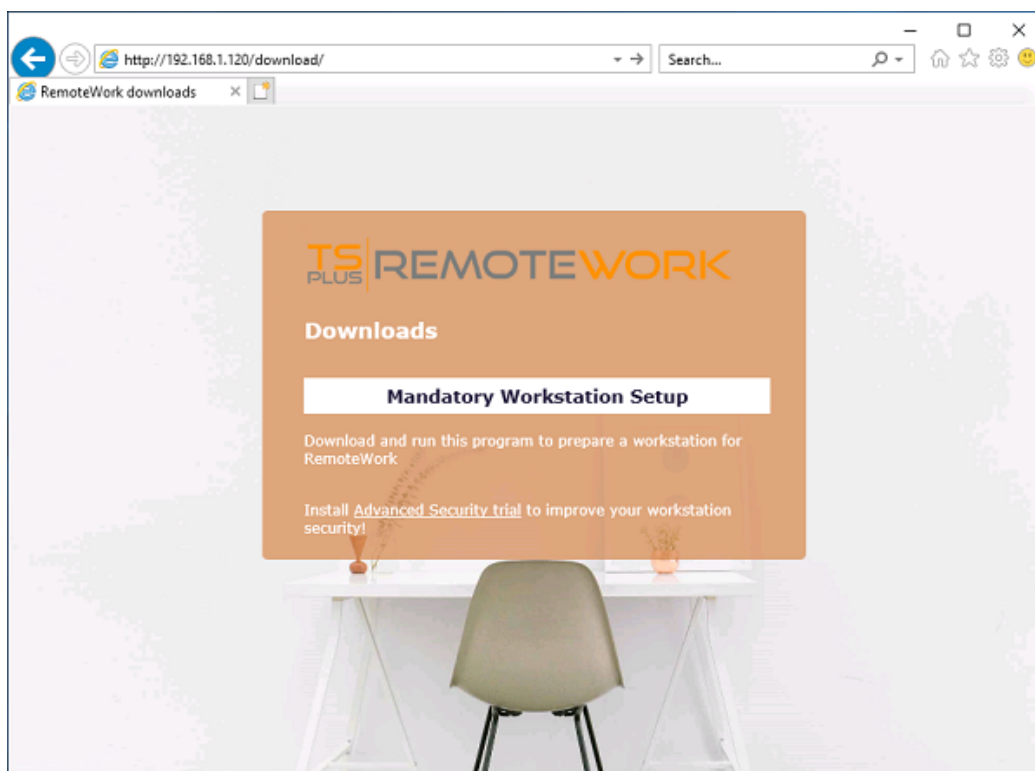 http://192.168.1.120/download/
Search...
RemoteWork downloads
TS PLUS REMOTEWORK
Downloads
Mandatory Workstation Setup
Download and run this program to prepare a workstation for
RemoteWork
Install Advanced Security trial to improve your workstation
security!